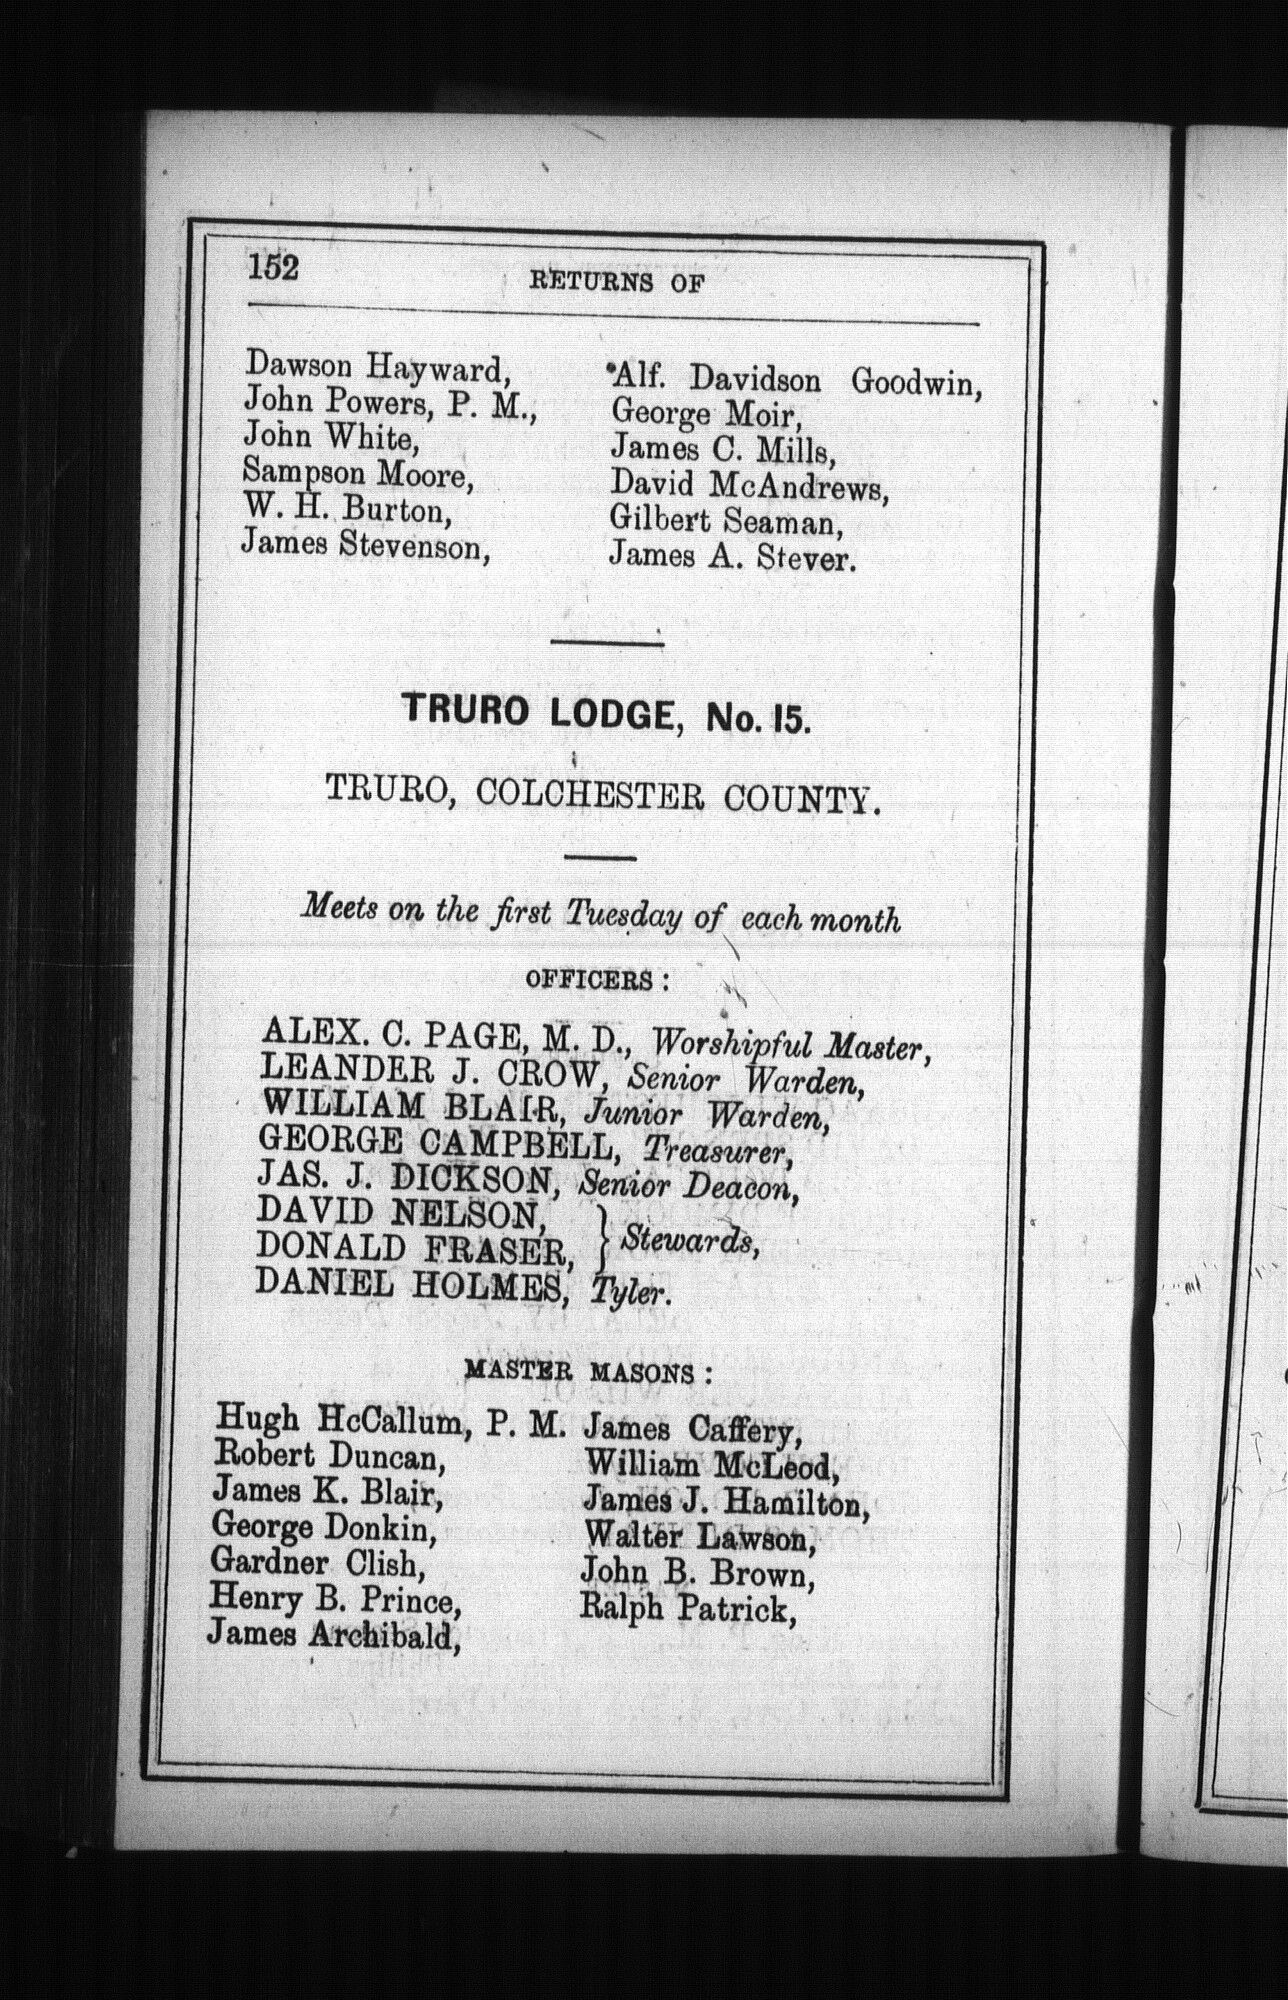 152
RETURNS OF
Dawson Hayward,
John Powers, P. M.,
John White,
Sampson Moore,
W. H. Burton,
James Stevenson,
Alf. Davidson Goodwin,
George Moir,
James C. Mills,
David McAndrews,
Gilbert Seaman,
James A. Stever.
TRURO LODGE, No. 15.
TRURO, COLCHESTER COUNTY.
Meets on the first Tuesday of each month
OFFICERS:
ALEX. C. PAGE, M. D., Worshipful Master,
LEANDER J. CROW, Senior Warden,
WILLIAM BLAIR, Junior Warden,
GEORGE CAMPBELL, Treasurer,
JAS. J. DICKSON, Senior Deacon,
DAVID NELSON,
DONALD FRASER, } Stewards,
DANIEL HOLMES, Tyler.
MASTER MASONS:
Hugh HcCallum, P. M.
Robert Duncan,
James K. Blair,
George Donkin,
Gardner Clish,
Henry B. Prince,
James Archibald,
James Caffery,
William McLeod,
James J. Hamilton,
Walter Lawson,
John B. Brown,
Ralph Patrick,